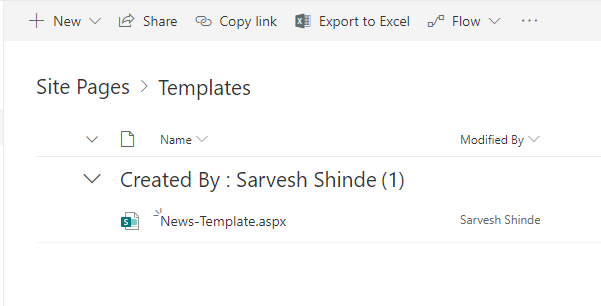 New Share Copy link Export to Excel Flow ...
Site Pages > Templates
Name Modified By
Created By : Sarvesh Shinde (1)
News-Template.aspx Sarvesh Shinde